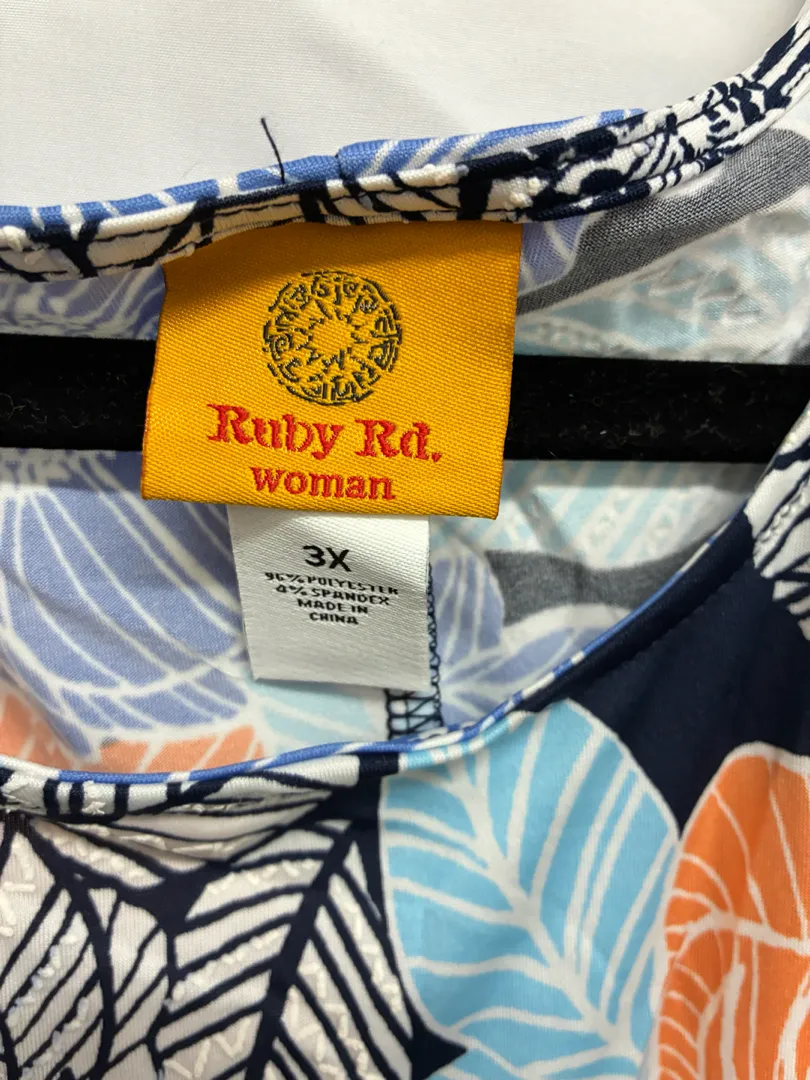 Ruby Rd.
woman
3X
96% POLYESTER
4% SPANDEX
MADE IN
CHINA